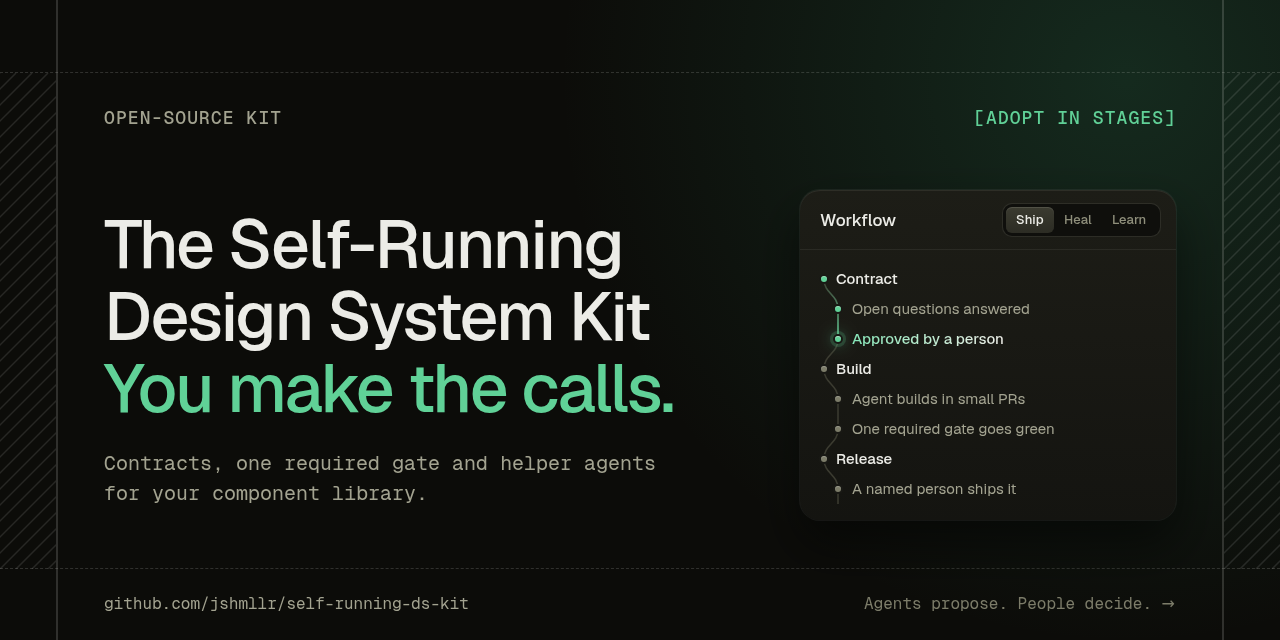 OPEN-SOURCE KIT
[ADOPT IN STAGES]
The Self-Running
Design System Kit
You make the calls.
Contracts, one required gate and helper agents
for your component library.
Workflow
Ship Heal Learn
Contract
Open questions answered
Approved by a person
Build
Agent builds in small PRs
One required gate goes green
Release
A named person ships it
github.com/jshmllr/self-running-ds-kit
Agents propose. People decide. →